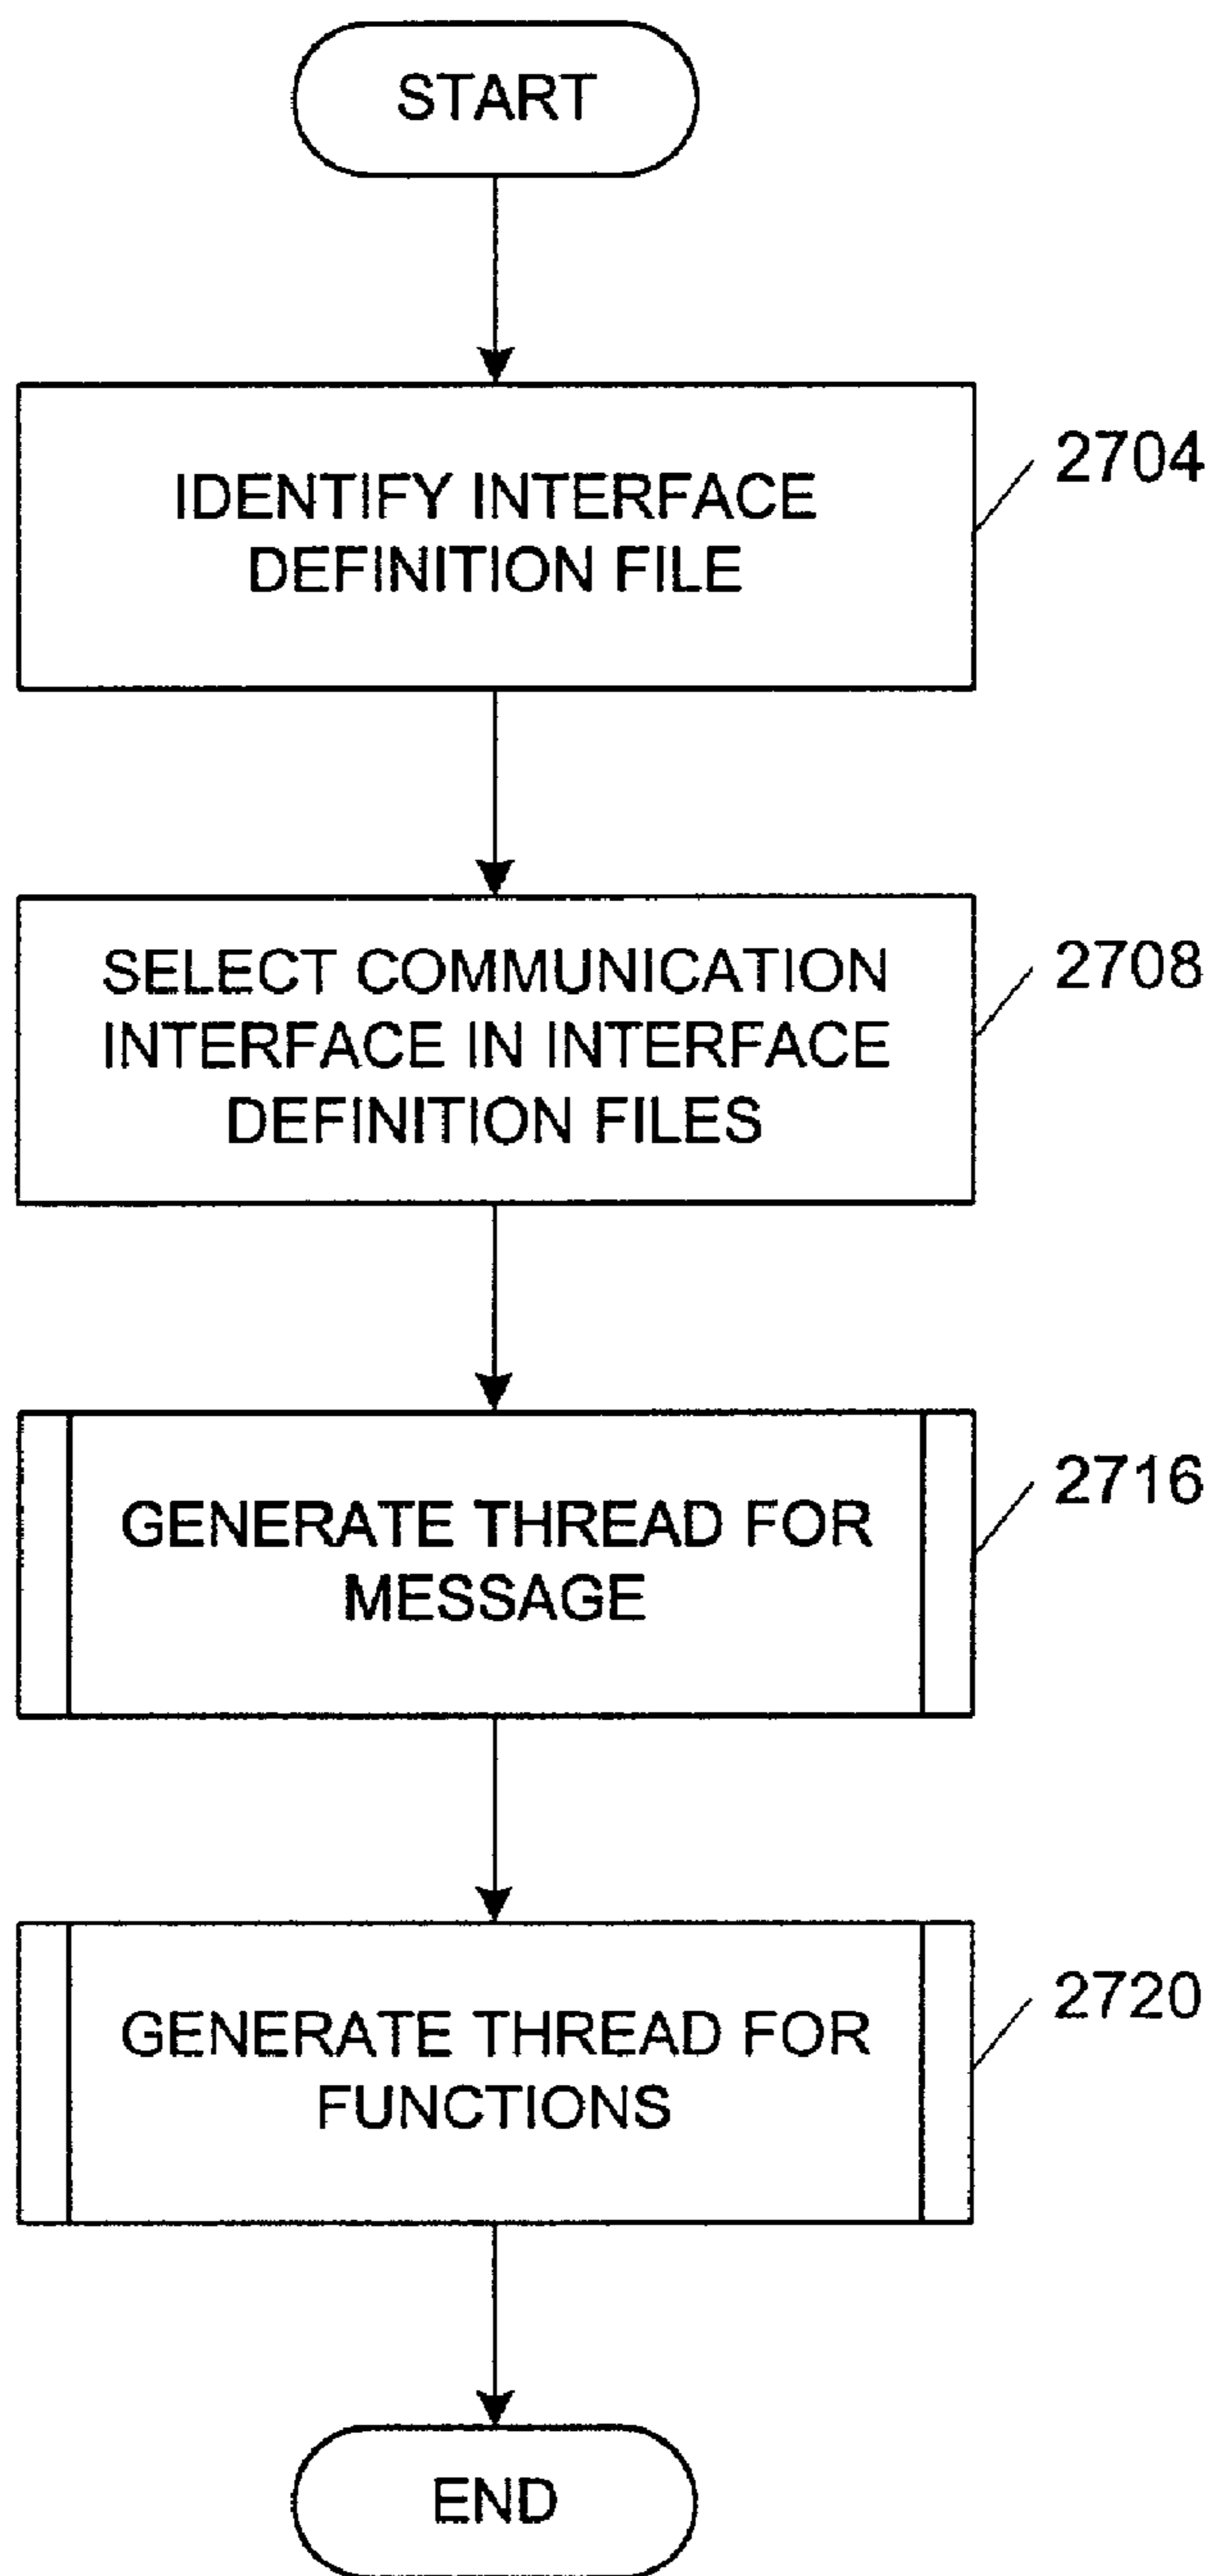 START
IDENTIFY INTERFACE
DEFINITION FILE
2704
SELECT COMMUNICATION
INTERFACE IN INTERFACE
DEFINITION FILES
2708
GENERATE THREAD FOR
MESSAGE
2716
GENERATE THREAD FOR
FUNCTIONS
2720
END